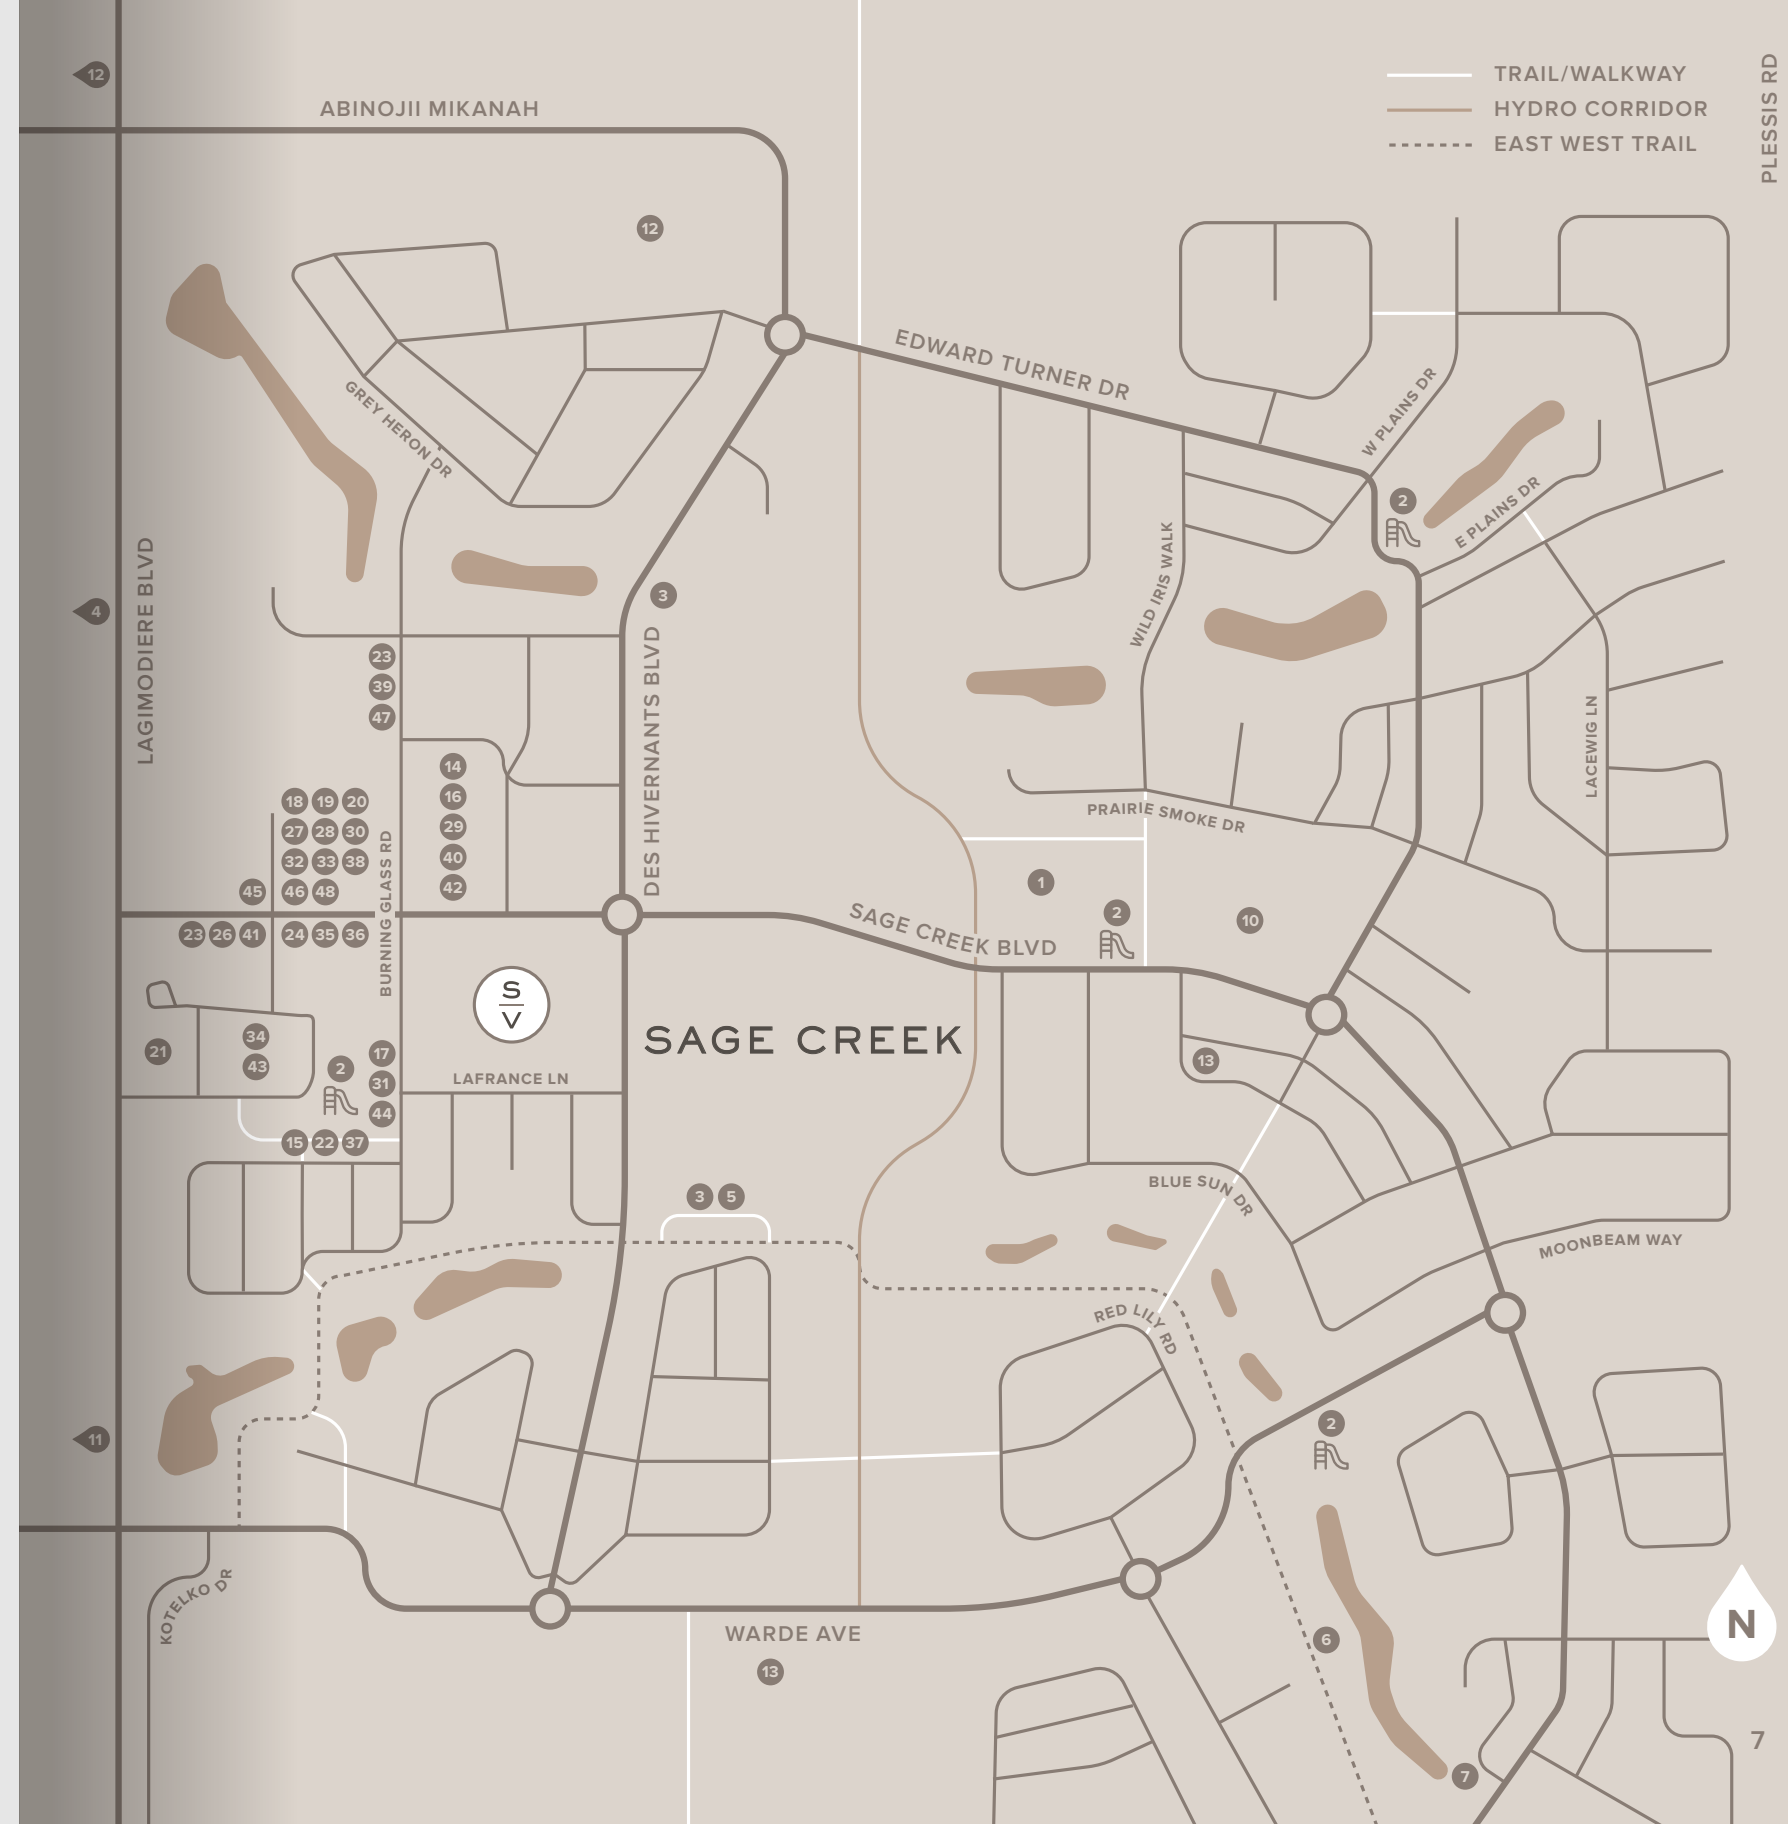 12
ABINOJII MIKANAH
TRAIL/WALKWAY
HYDRO CORRIDOR
EAST WEST TRAIL
PLESSIS RD
12
EDWARD TURNER DR
W PLAINS DR
GREY HERON DR
2
E PLAINS DR
LAGIMODIERE BLVD
4
3
WILD IRIS WALK
DES HIVERNANTS BLVD
23
39
47
LACEWIG LN
14
16
29
40
42
18 19 20
27 28 30
32 33 38
45 46 48
BURNING GLASS RD
PRAIRIE SMOKE DR
1
2
10
SAGE CREEK BLVD
23 26 41 24 35 36
S
V
SAGE CREEK
21
34
43
2
17
31
44
13
LAFRANCE LN
15 22 37
BLUE SUN DR
3 5
MOONBEAM WAY
RED LILY RD
11
2
KOTELKO DR
WARDE AVE
13
6
N
7
7